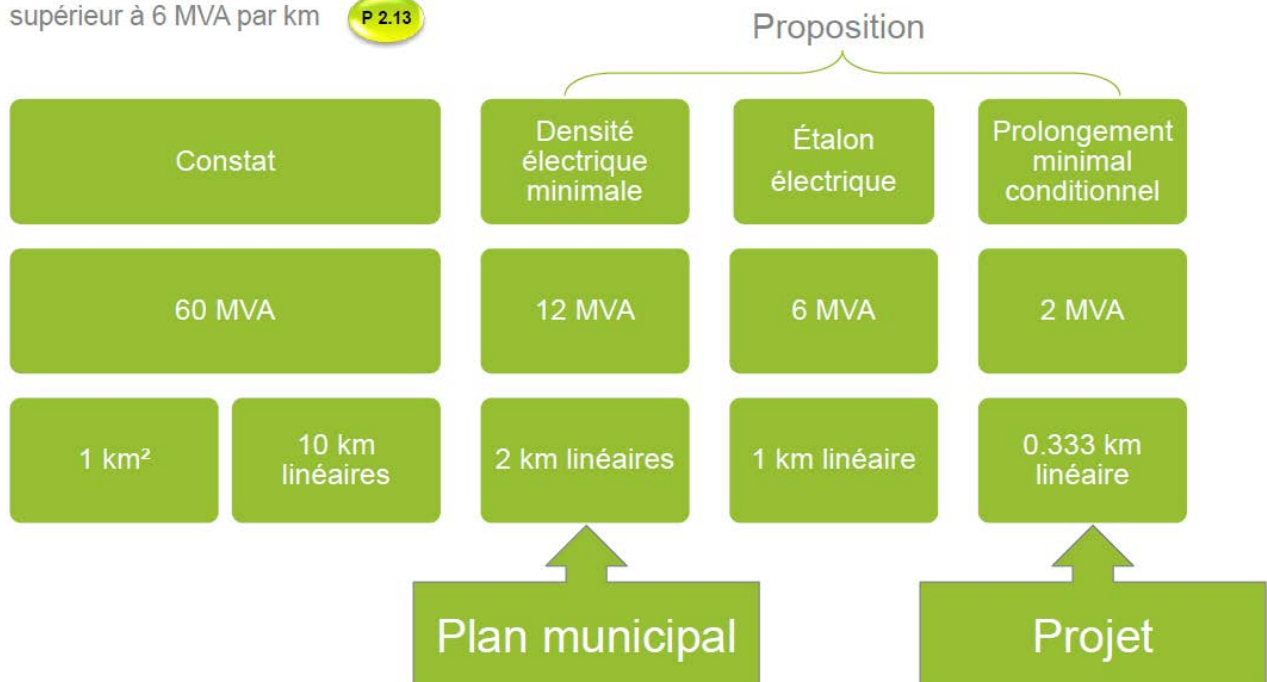 supérieur à 6 MVA par km
P 2.13
Proposition
Constat
Densité
électrique
minimale
Étalon
électrique
Prolongement
minimal
conditionnel
60 MVA
12 MVA
6 MVA
2 MVA
1 km²
10 km
linéaires
2 km linéaires
1 km linéaire
0.333 km
linéaire
Plan municipal
Projet